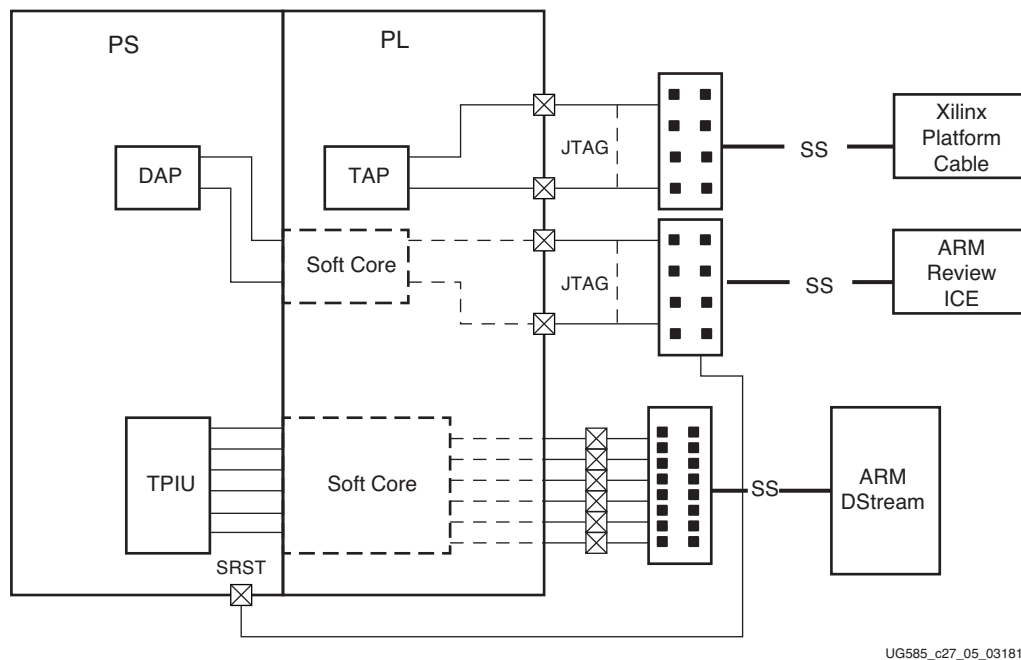 PS
PL
DAP
TAP
JTAG
SS
Xilinx
Platform
Cable
Soft Core
JTAG
SS
ARM
Review
ICE
TPIU
Soft Core
SS
ARM
DStream
SRST
UG585_c27_05_03181